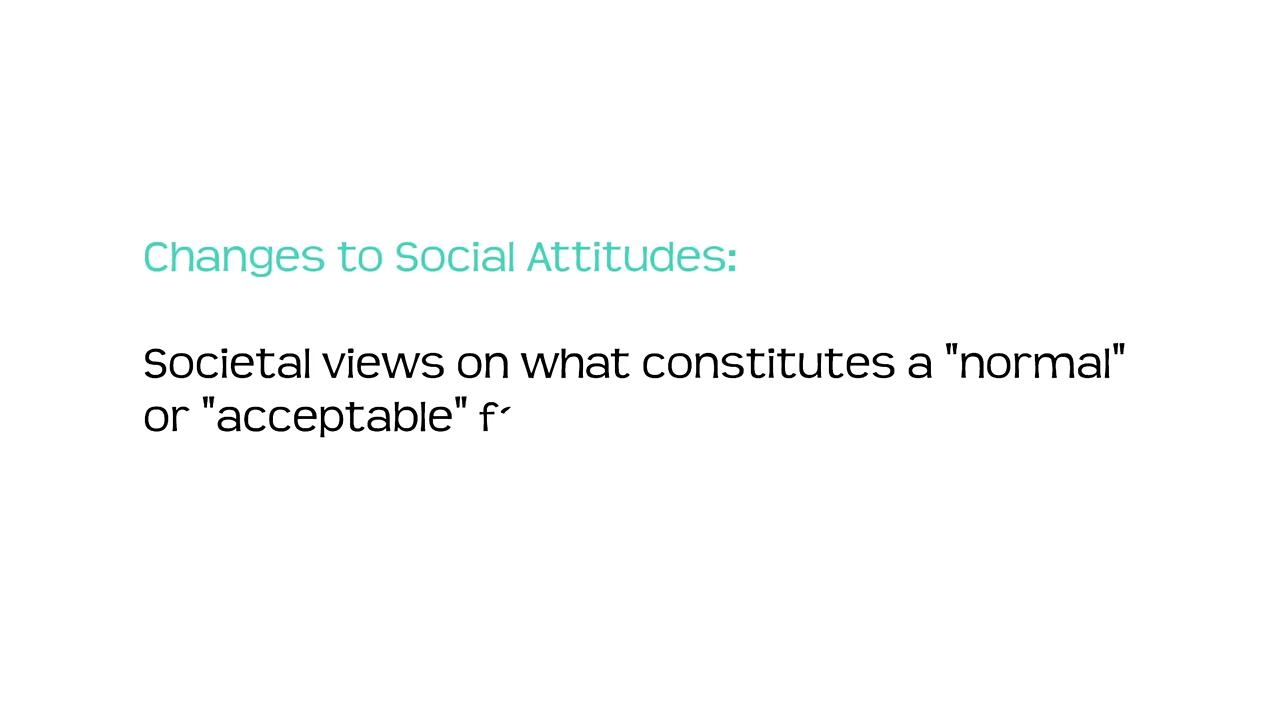 Changes to Social Attitudes:
Societal views on what constitutes a "normal"
or "acceptable" f